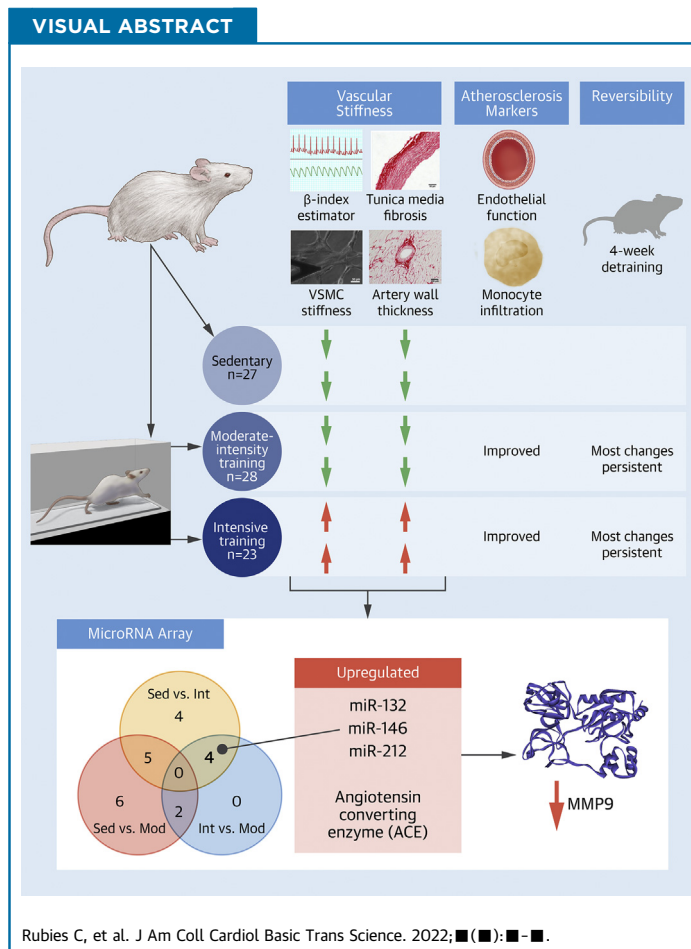 VISUAL ABSTRACT
Vascular
Stiffness
Atherosclerosis
Markers
Reversibility
β-index
estimator
Tunica media
fibrosis
Endothelial
function
4-week
detraining
VSMC
stiffness
Artery wall
thickness
Monocyte
infiltration
Sedentary
n=27
Moderate-
intensity
training
n=28
Improved
Most changes
persistent
Intensive
training
n=23
Improved
Most changes
persistent
MicroRNA Array
Sed vs. Int
4
5
0
4
6
2
0
Sed vs. Mod
Int vs. Mod
Upregulated
miR-132
miR-146
miR-212
Angiotensin
converting
enzyme (ACE)
MMP9
Rubies C, et al. J Am Coll Cardiol Basic Trans Science. 2022;■(■):■-■.